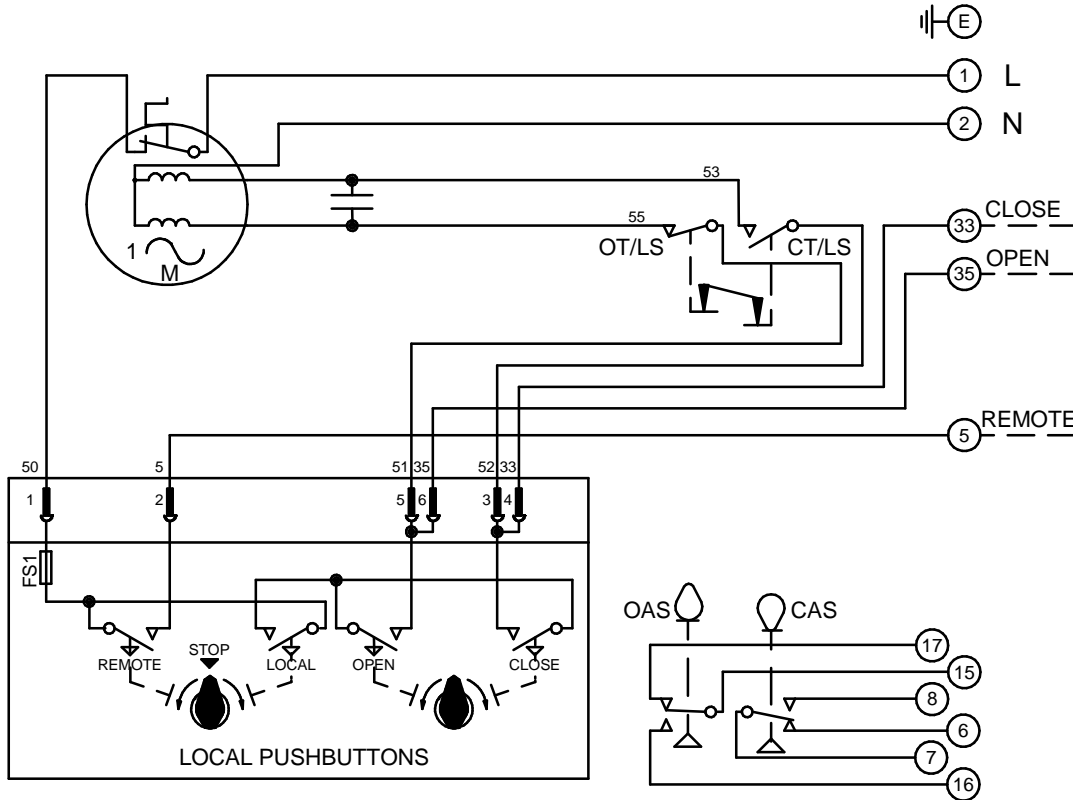 E
1 L
2 N
53
55
33 CLOSE
OT/LS CT/LS
1
M
35 OPEN
5 REMOTE
50 5 51 35 52 33
1 2 5 6 3 4
FS1
OAS CAS
17
STOP
REMOTE LOCAL OPEN CLOSE
15
8
6
7
16
LOCAL PUSHBUTTONS